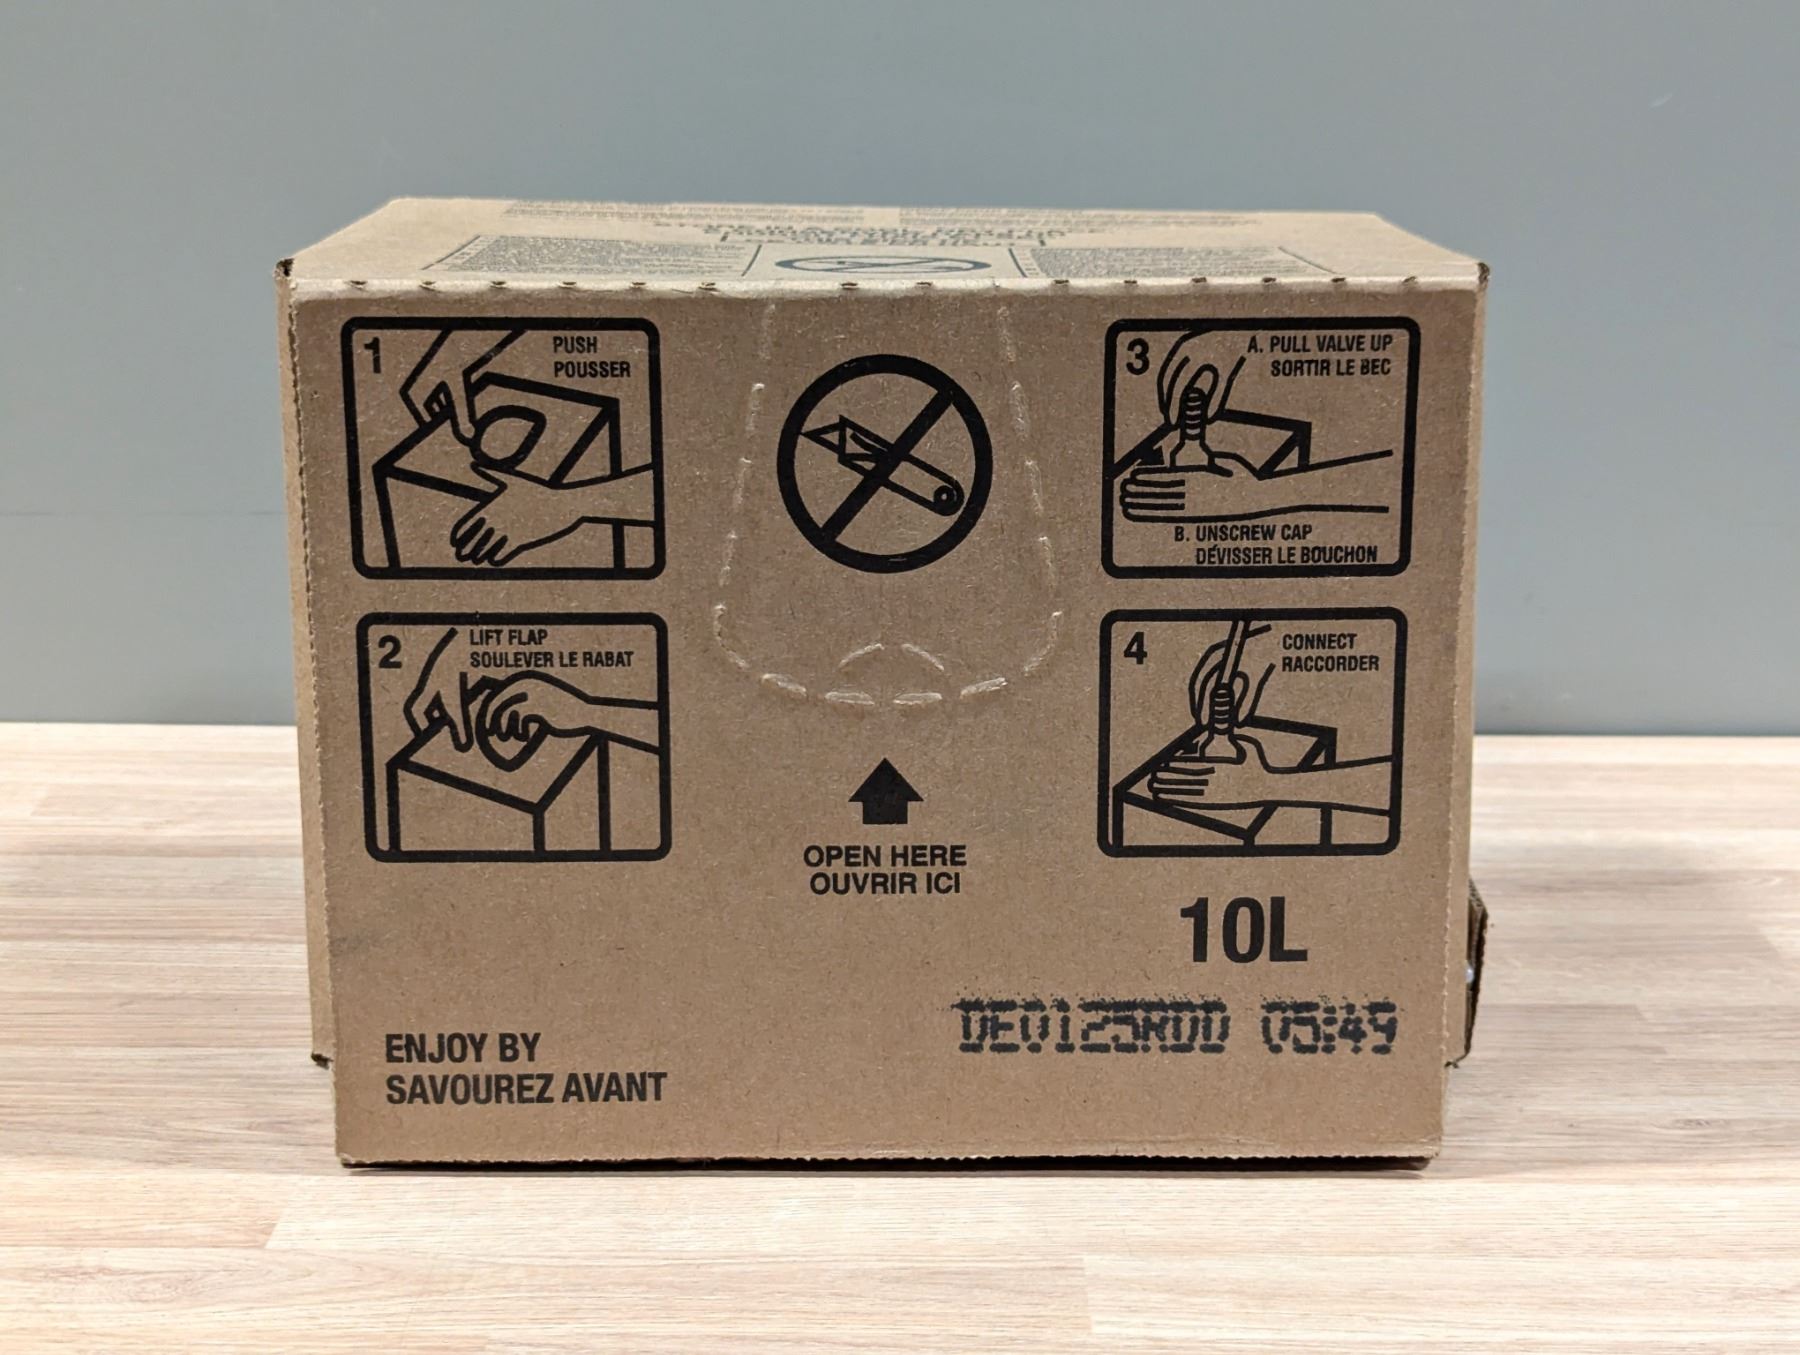 1
PUSH
POUSSER
2
LIFT FLAP
SOULEVER LE RABAT
3
A. PULL VALVE UP
SORTIR LE BEC
B. UNSCREW CAP
DÉVISSER LE BOUCHON
4
CONNECT
RACCORDER
OPEN HERE
OUVRIR ICI
10L
DE0125RDD 05:49
ENJOY BY
SAVOUREZ AVANT